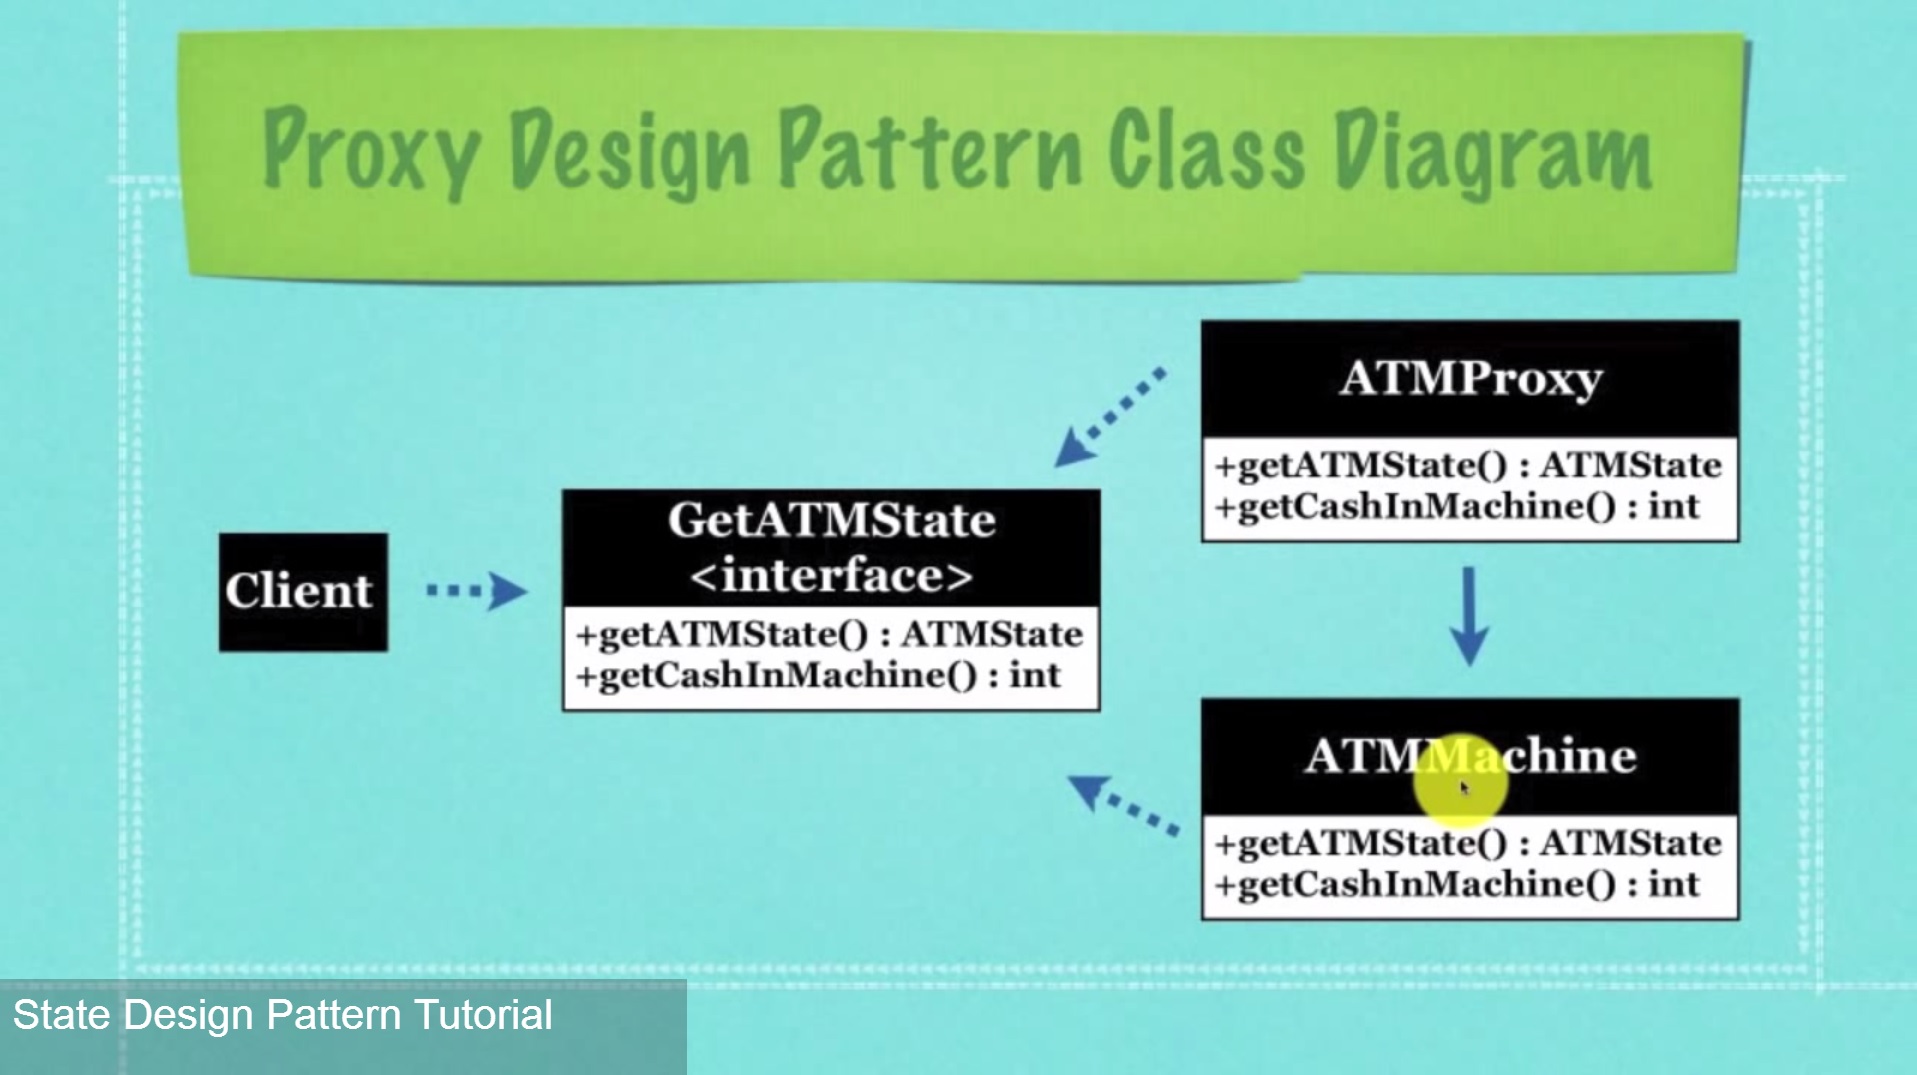 Proxy Design Pattern Class Diagram
ATMProxy
+getATMState() : ATMState
+getCashInMachine() : int
GetATMState
<interface>
+getATMState() : ATMState
+getCashInMachine() : int
Client
ATMMachine
+getATMState() : ATMState
+getCashInMachine() : int
State Design Pattern Tutorial